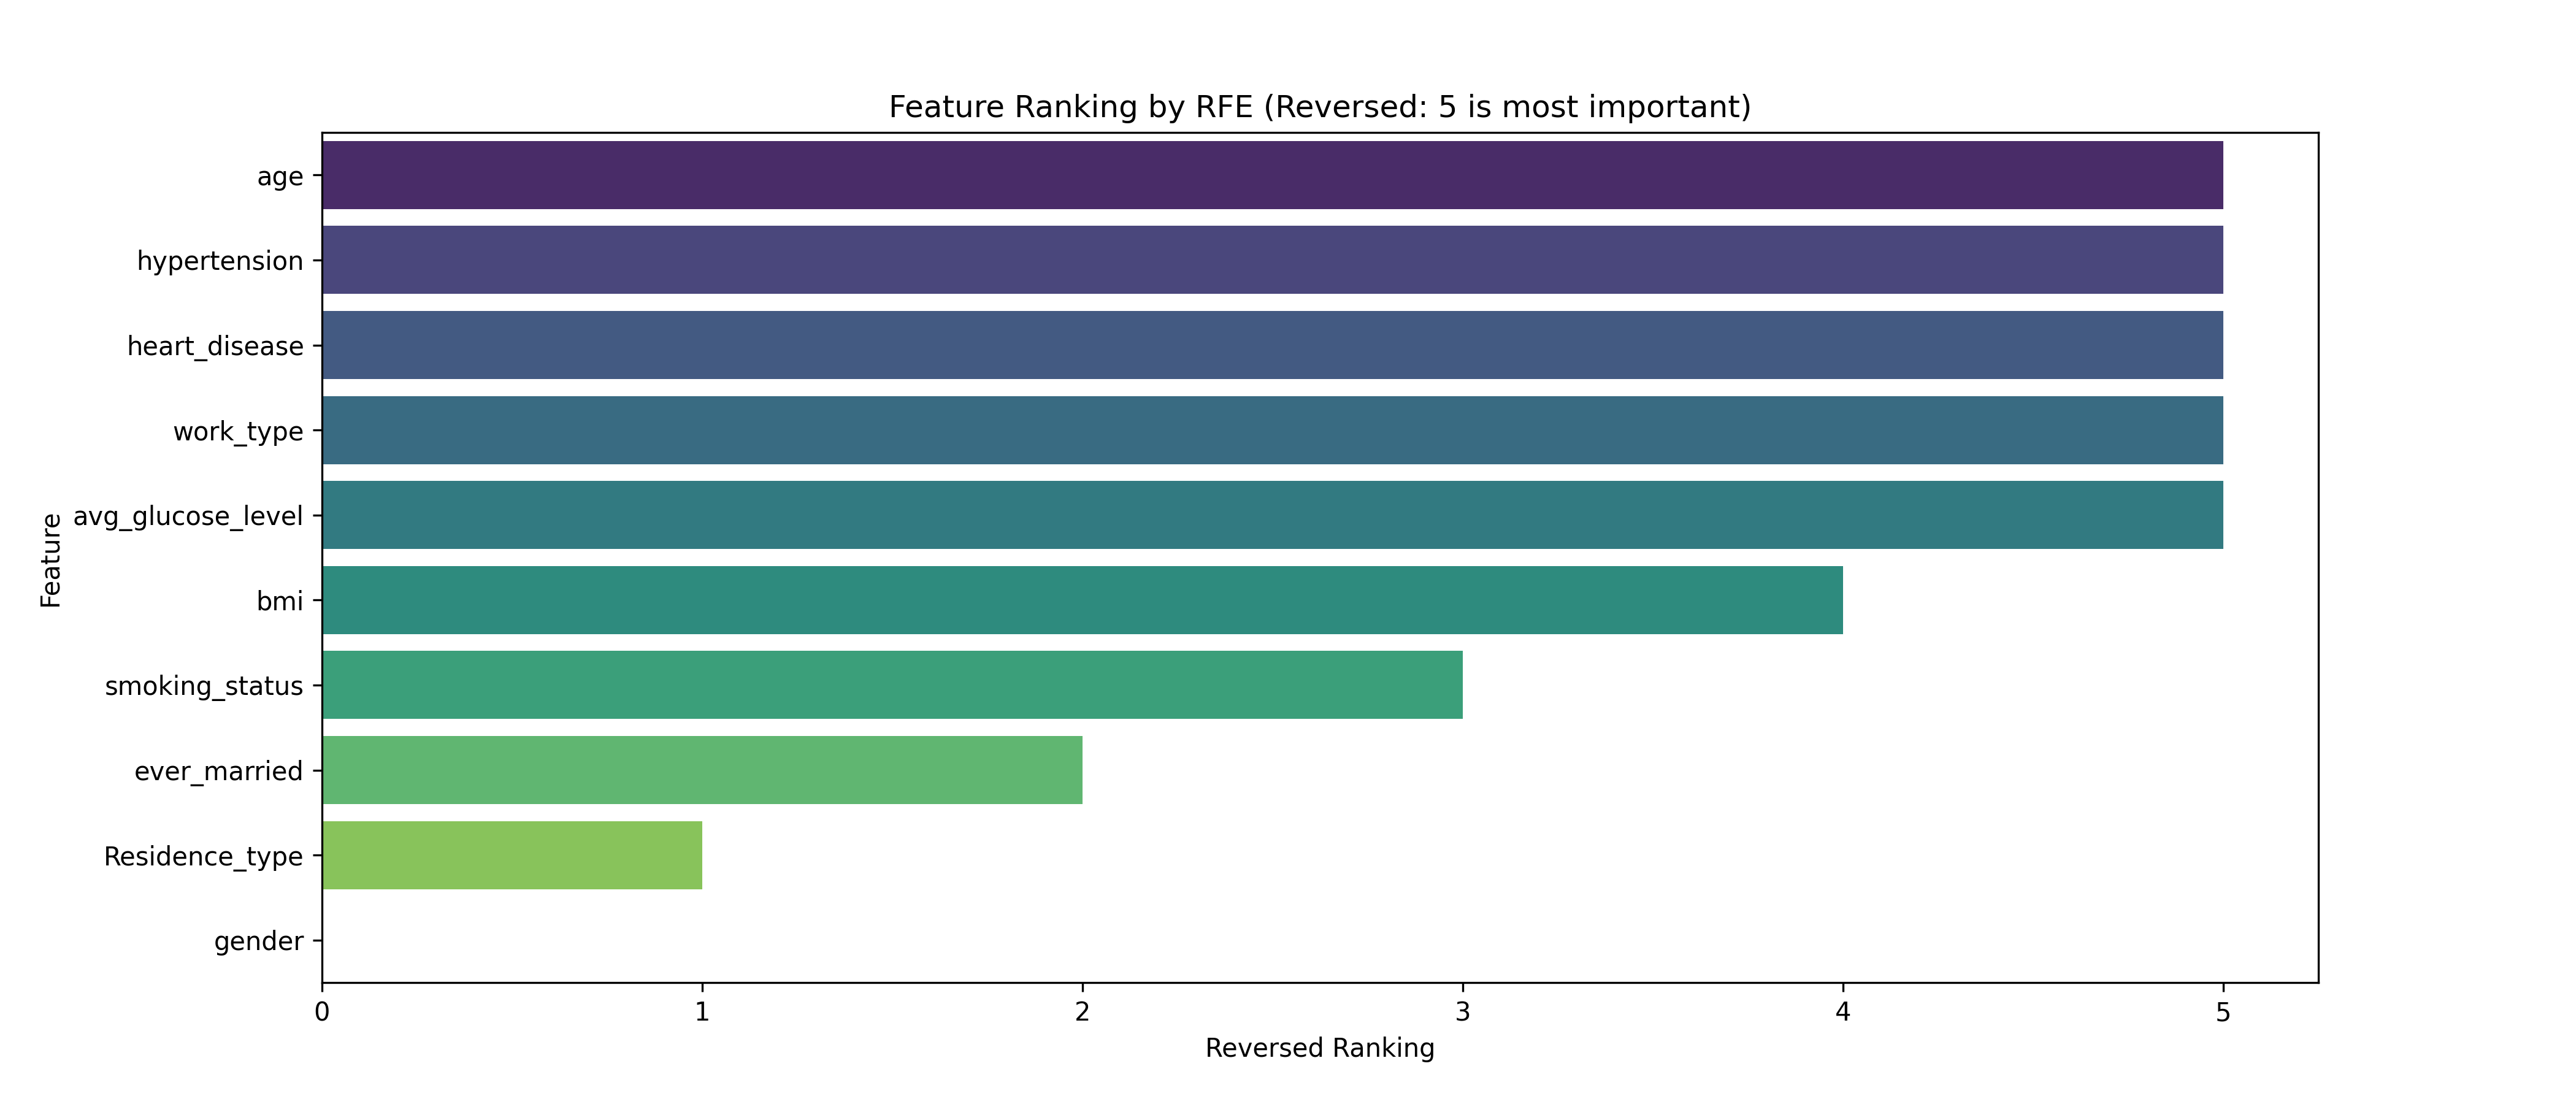 Feature Ranking by RFE (Reversed: 5 is most important)
Feature
age
hypertension
heart_disease
work_type
avg_glucose_level
bmi
smoking_status
ever_married
Residence_type
gender
0 1 2 3 4 5
Reversed Ranking